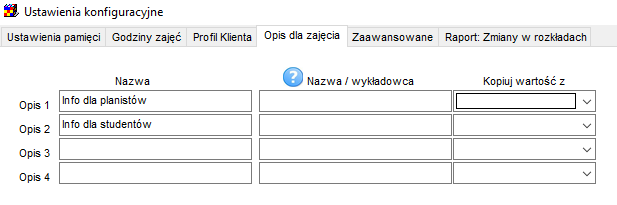 Ustawienia konfiguracyjne
Ustawienia pamięci Godziny zajęć Profil Klienta Opis dla zajęcia Zaawansowane Raport: Zmiany w rozkładach
Nazwa ? Nazwa / wykładowca Kopiuj wartość z
Opis 1 Info dla planistów
Opis 2 Info dla studentów
Opis 3
Opis 4